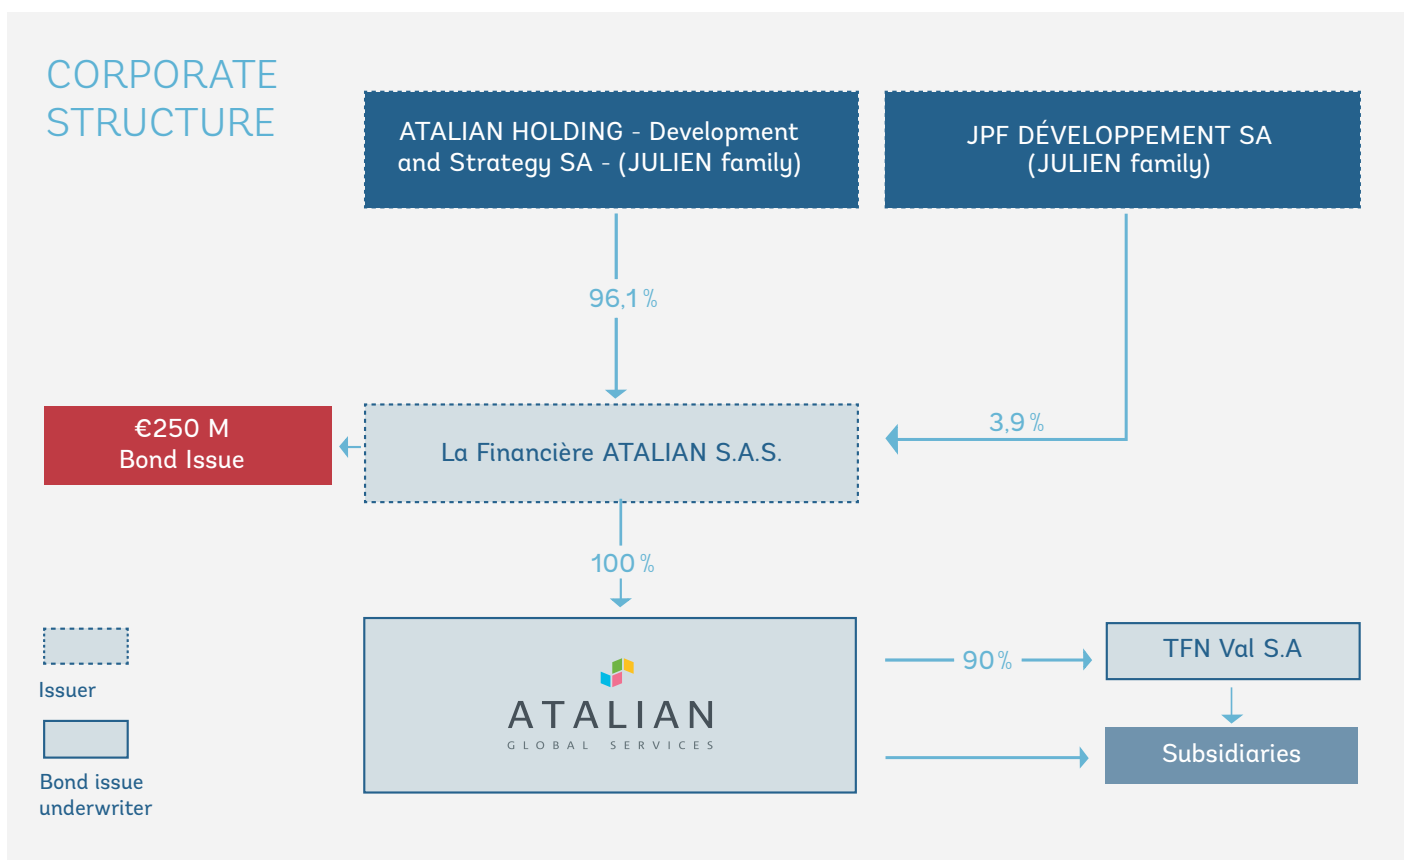 CORPORATE
STRUCTURE
ATALIAN HOLDING - Development
and Strategy SA - (JULIEN family)
JPF DÉVELOPPEMENT SA
(JULIEN family)
96,1 %
3,9 %
€250 M
Bond Issue
La Financière ATALIAN S.A.S.
100 %
ATALIAN
GLOBAL SERVICES
90 %
TFN Val S.A
Subsidiaries
Issuer
Bond issue
underwriter